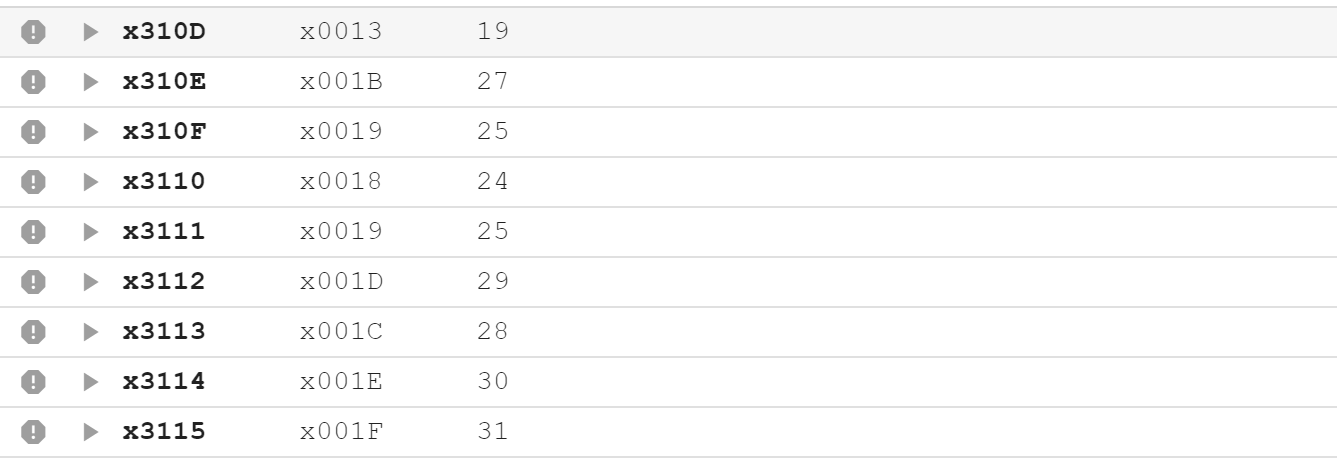 x310D x0013 19
x310E x001B 27
x310F x0019 25
x3110 x0018 24
x3111 x0019 25
x3112 x001D 29
x3113 x001C 28
x3114 x001E 30
x3115 x001F 31